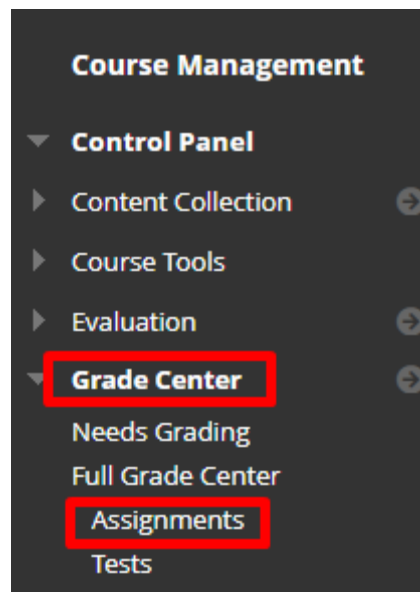 Course Management
Control Panel
Content Collection
Course Tools
Evaluation
Grade Center
Needs Grading
Full Grade Center
Assignments
Tests